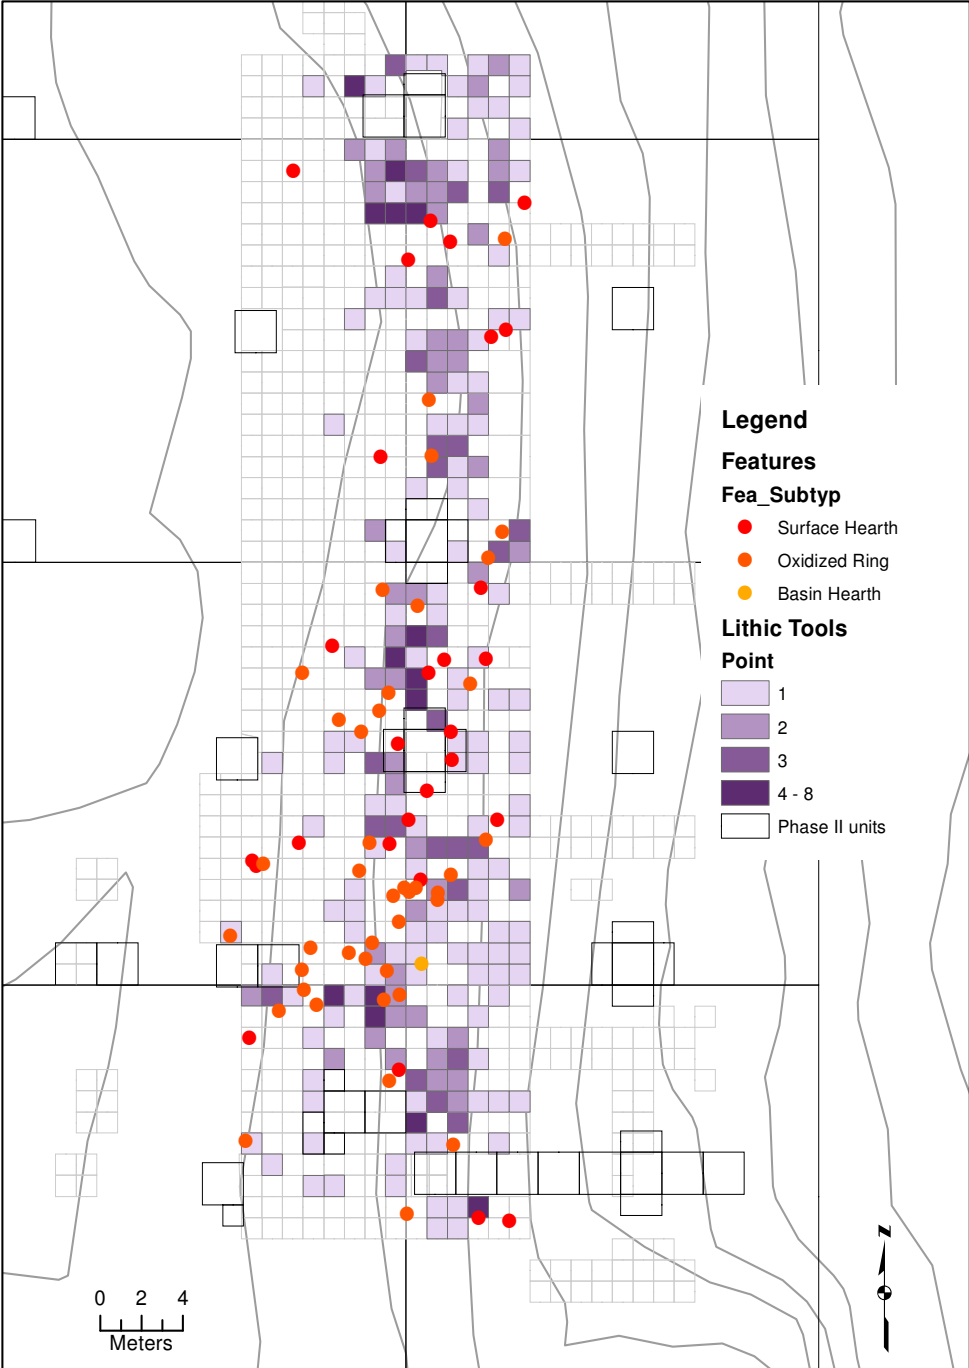 Legend
Features
Fea_Subtyp
Surface Hearth
Oxidized Ring
Basin Hearth
Lithic Tools
Point
1
2
3
4 - 8
Phase II units
N
0 2 4
Meters